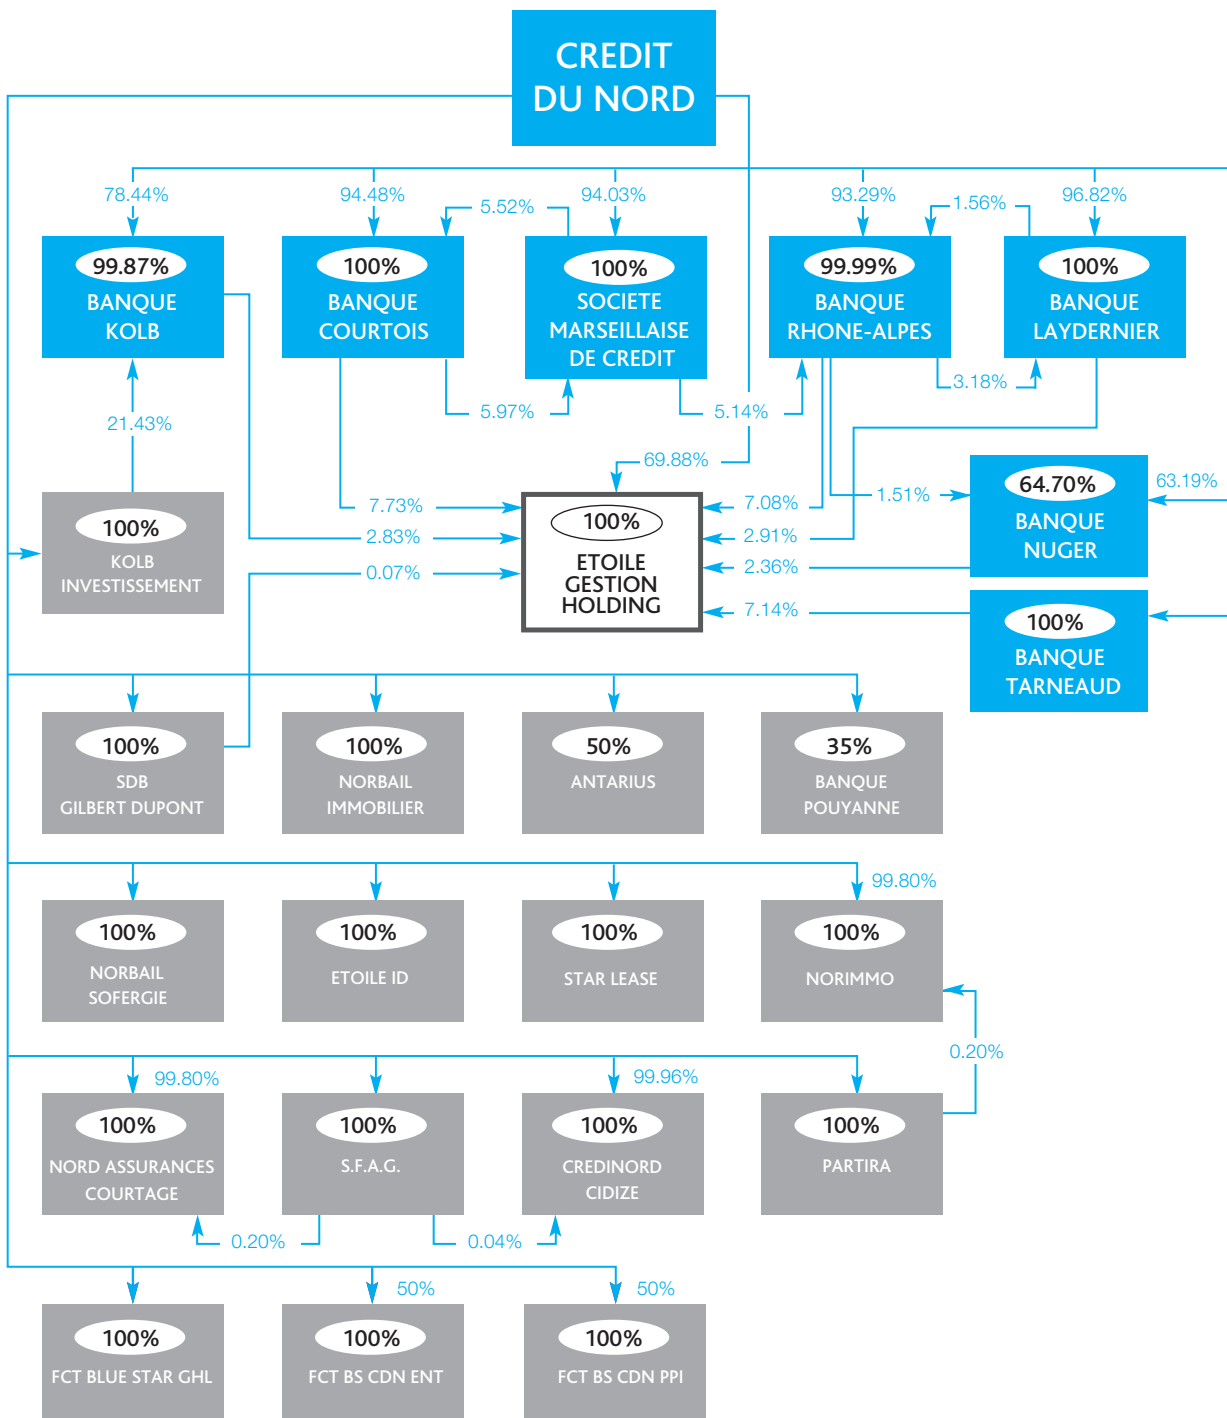 CREDIT
DU NORD
78.44%
94.48%
94.03%
93.29%
96.82%
5.52%
1.56%
99.87%
BANQUE
KOLB
100%
BANQUE
COURTOIS
100%
SOCIETE
MARSEILLAISE
DE CREDIT
99.99%
BANQUE
RHONE-ALPES
100%
BANQUE
LAYDERNIER
21.43%
5.97%
5.14%
3.18%
69.88%
100%
KOLB
INVESTISSEMENT
7.73%
2.83%
0.07%
100%
ETOILE
GESTION
HOLDING
7.08%
2.91%
2.36%
7.14%
1.51%
64.70%
BANQUE
NUGER
63.19%
100%
BANQUE
TARNEAUD
100%
SDB
GILBERT DUPONT
100%
NORBAIL
IMMOBILIER
50%
ANTARIUS
35%
BANQUE
POUYANNE
99.80%
100%
NORBAIL
SOFERGIE
100%
ETOILE ID
100%
STAR LEASE
100%
NORIMMO
0.20%
99.80%
99.96%
100%
NORD ASSURANCES
COURTAGE
100%
S.F.A.G.
100%
CREDINORD
CIDIZE
100%
PARTIRA
0.20%
0.04%
50%
50%
100%
FCT BLUE STAR GHL
100%
FCT BS CDN ENT
100%
FCT BS CDN PPI